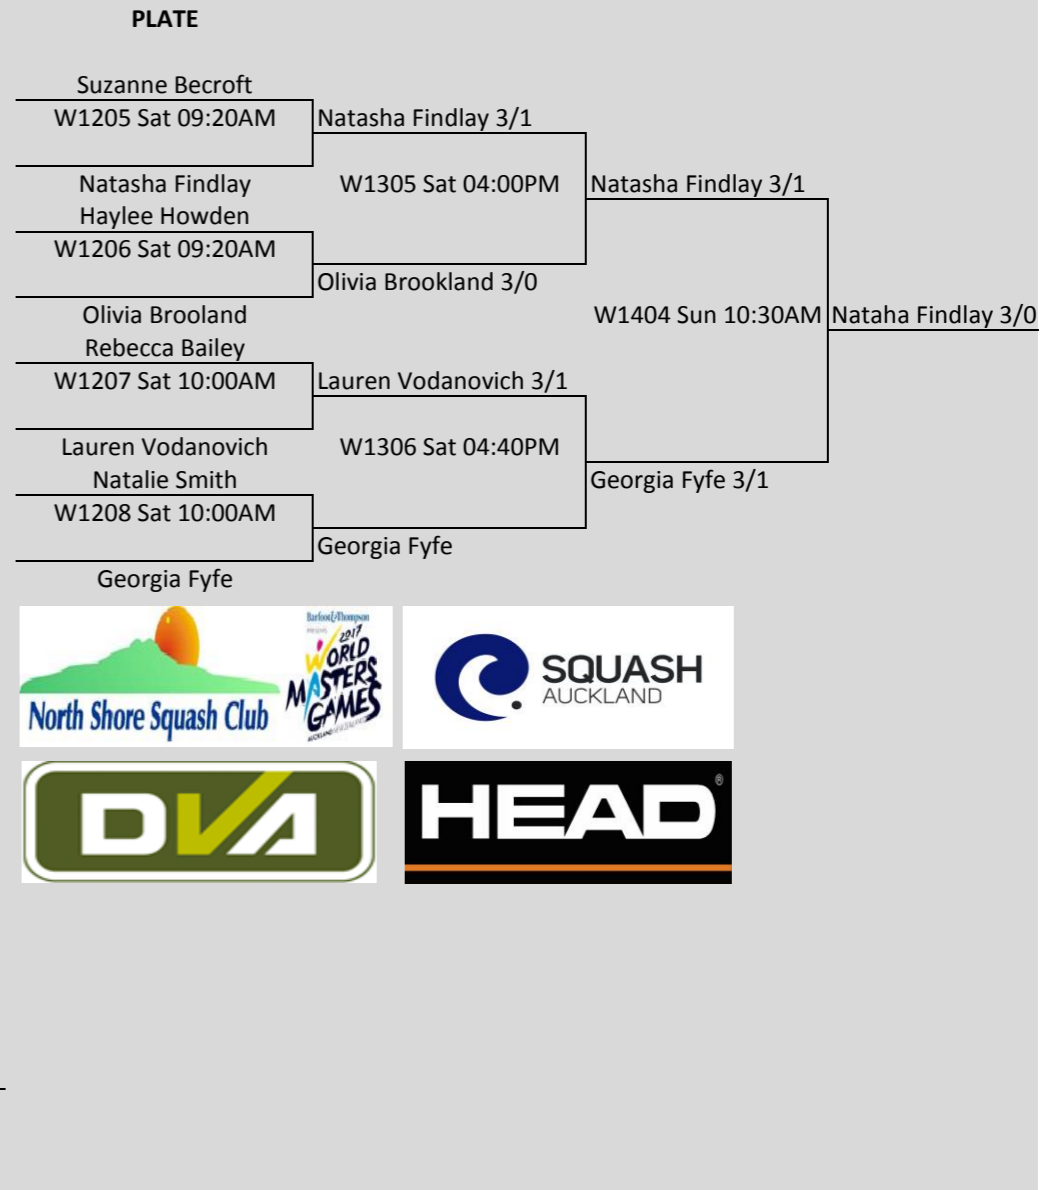 PLATE
Suzanne Becroft
W1205 Sat 09:20AM
Natasha Findlay 3/1
Natasha Findlay
W1305 Sat 04:00PM
Natasha Findlay 3/1
Haylee Howden
W1206 Sat 09:20AM
Olivia Brookland 3/0
Olivia Brooland
W1404 Sun 10:30AM
Nataha Findlay 3/0
Rebecca Bailey
W1207 Sat 10:00AM
Lauren Vodanovich 3/1
Lauren Vodanovich
W1306 Sat 04:40PM
Natalie Smith
Georgia Fyfe 3/1
W1208 Sat 10:00AM
Georgia Fyfe
Georgia Fyfe
North Shore Squash Club
Barfoot&Thompson
2017
WORLD
MASTERS
GAMES
SQUASH
AUCKLAND
DVA
HEAD®